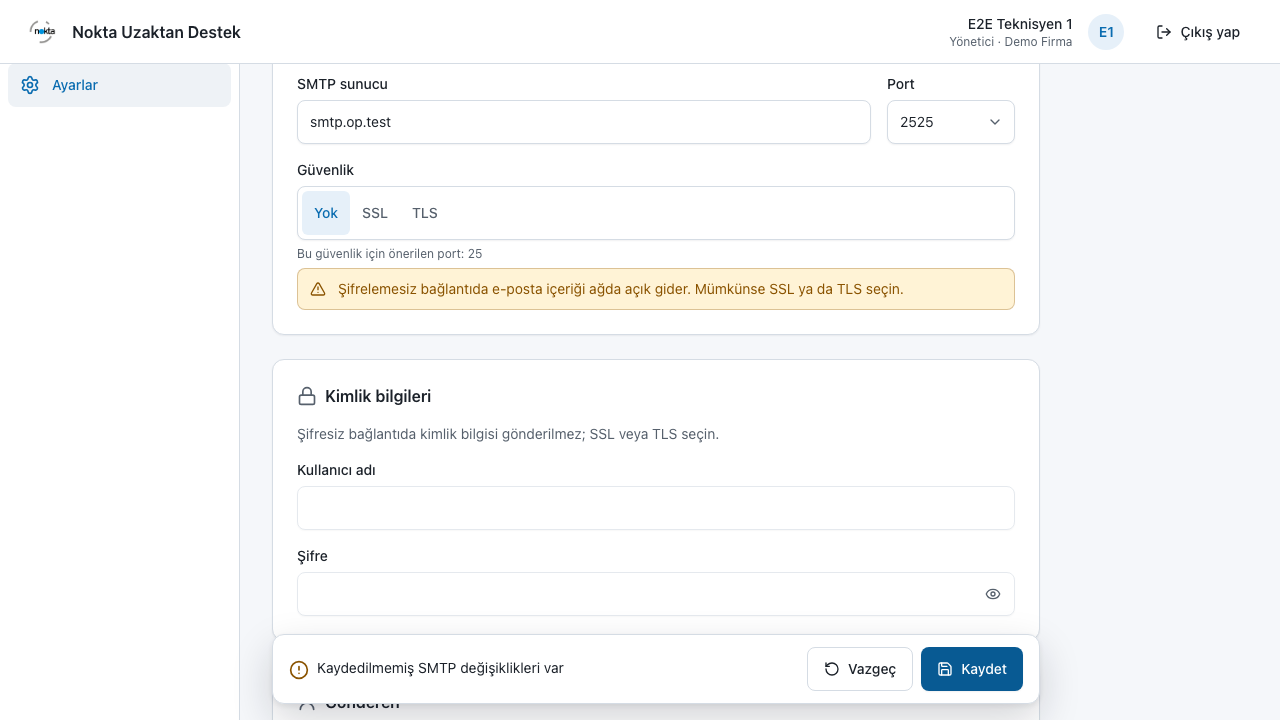 nokta
Nokta Uzaktan Destek
E2E Teknisyen 1
Yönetici · Demo Firma
E1
Çıkış yap
Ayarlar
SMTP sunucu
Port
smtp.op.test
2525
Güvenlik
Yok
SSL
TLS
Bu güvenlik için önerilen port: 25
Şifrelemesiz bağlantıda e-posta içeriği ağda açık gider. Mümkünse SSL ya da TLS seçin.
Kimlik bilgileri
Şifresiz bağlantıda kimlik bilgisi gönderilmez; SSL veya TLS seçin.
Kullanıcı adı
Şifre
Kaydedilmemiş SMTP değişiklikleri var
Vazgeç
Kaydet
Gönderen